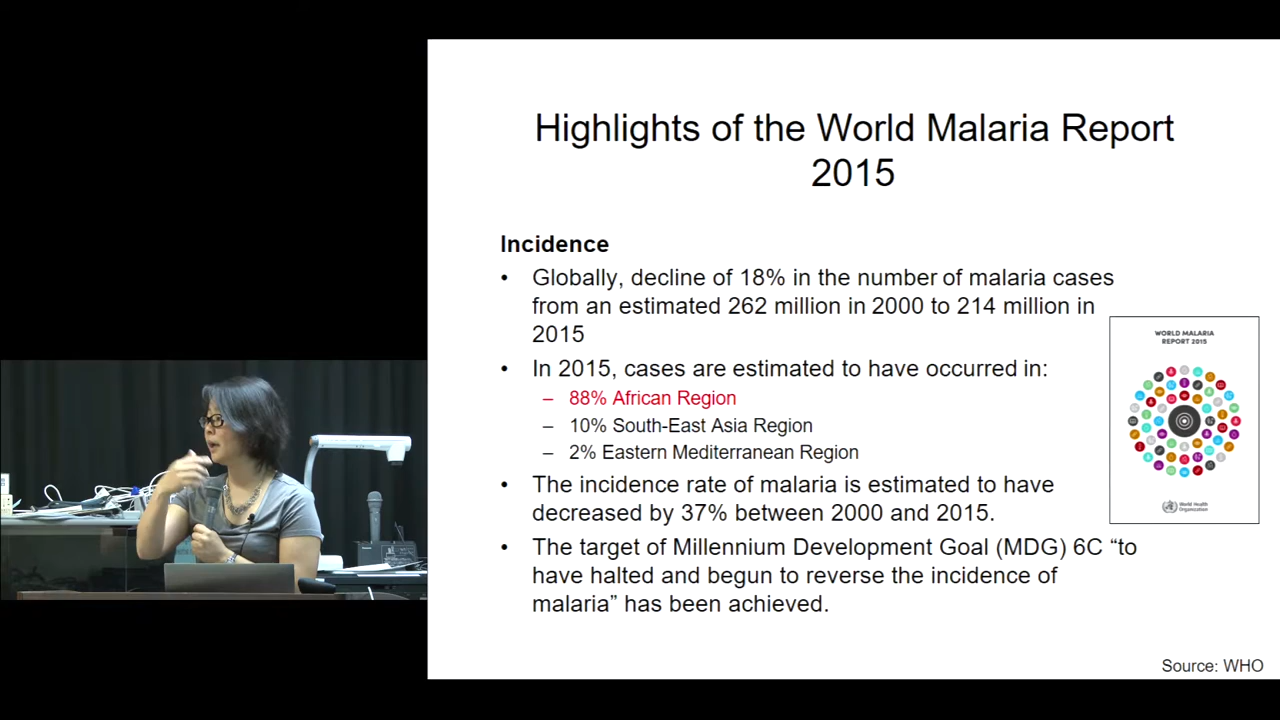 Highlights of the World Malaria Report
2015
Incidence
• Globally, decline of 18% in the number of malaria cases
from an estimated 262 million in 2000 to 214 million in
2015
• In 2015, cases are estimated to have occurred in:
– 88% African Region
– 10% South-East Asia Region
– 2% Eastern Mediterranean Region
• The incidence rate of malaria is estimated to have
decreased by 37% between 2000 and 2015.
• The target of Millennium Development Goal (MDG) 6C “to
have halted and begun to reverse the incidence of
malaria” has been achieved.
WORLD MALARIA
REPORT 2015
World Health
Organization
Source: WHO